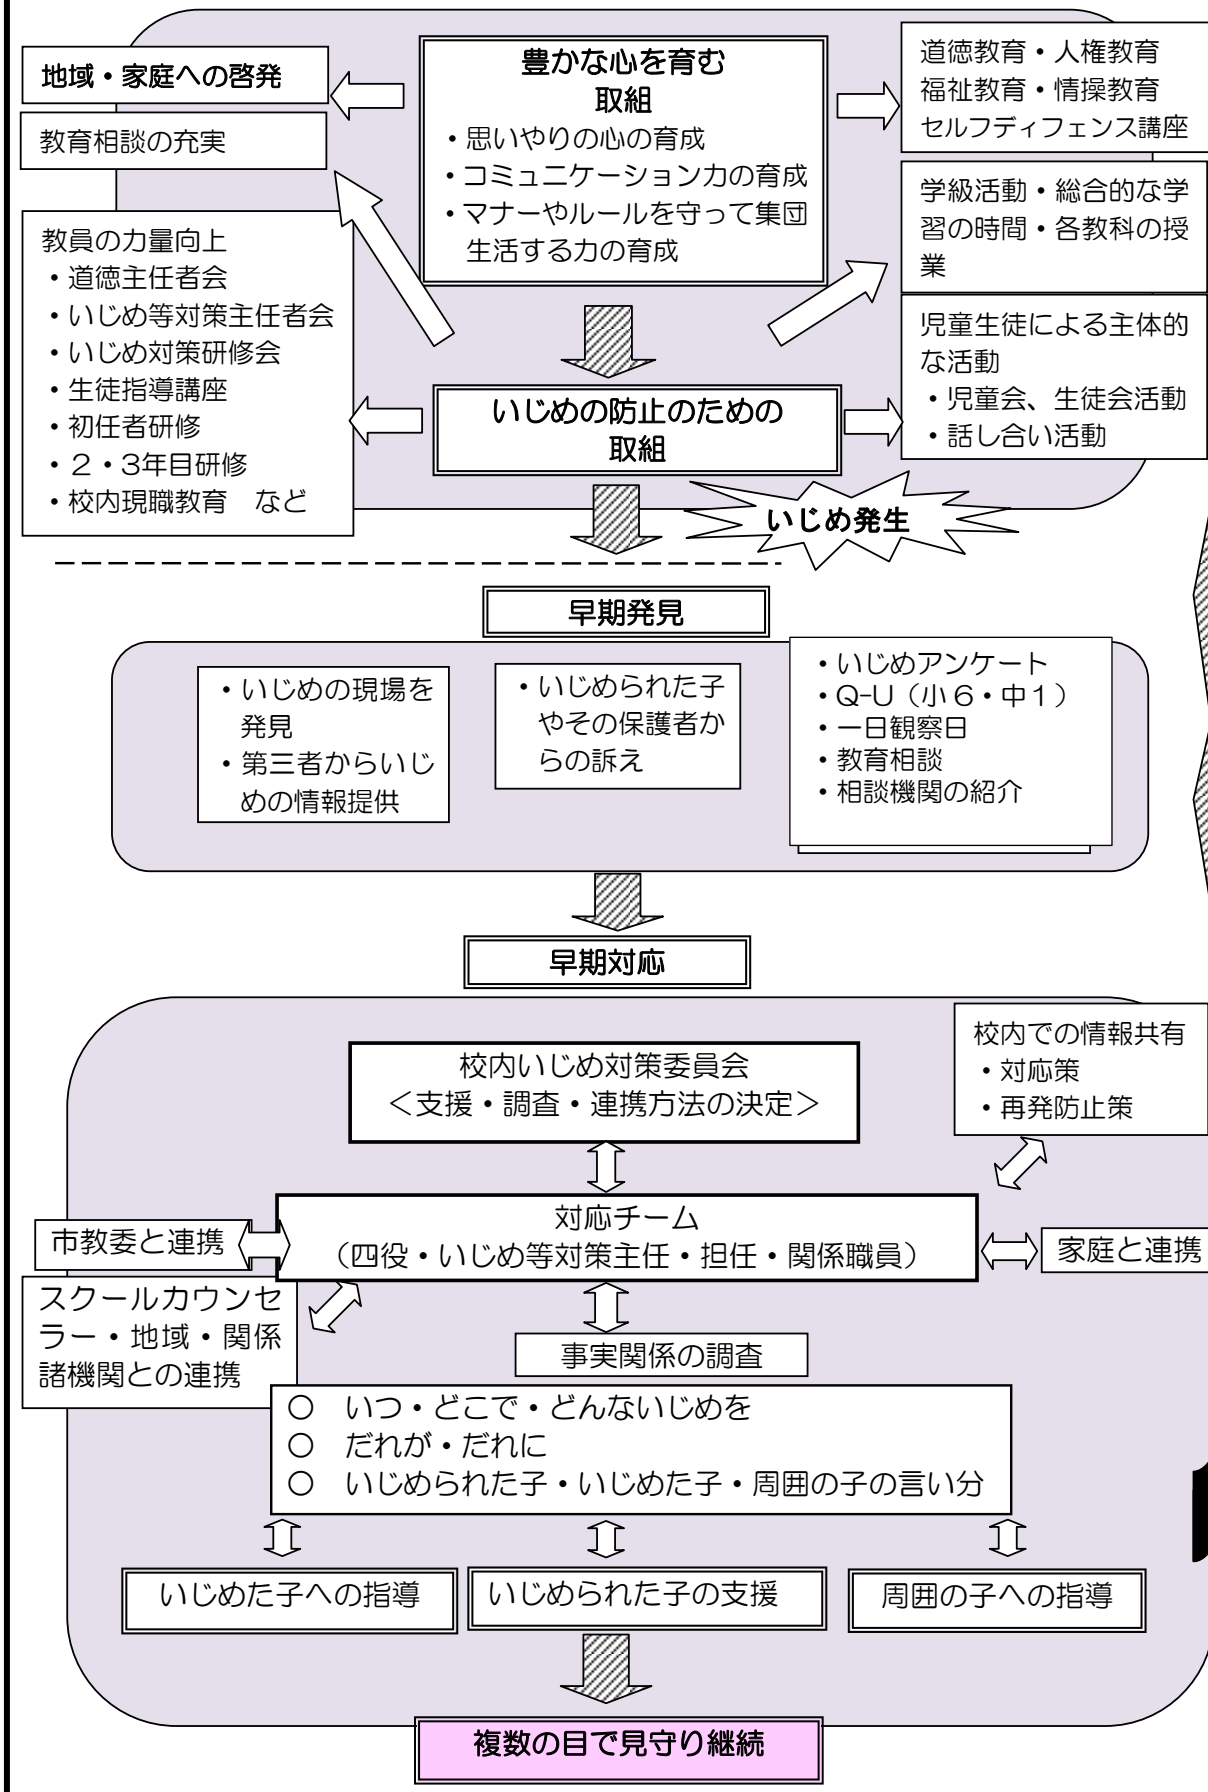 豊かな心を育む
取組
・思いやりの心の育成
・コミュニケーション力の育成
・マナーやルールを守って集団
生活する力の育成
地域・家庭への啓発
教育相談の充実
道徳教育・人権教育
福祉教育・情操教育
セルフディフェンス講座
学級活動・総合的な学
習の時間・各教科の授
業
教員の力量向上
・道徳主任者会
・いじめ等対策主任者会
・いじめ対策研修会
・生徒指導講座
・初任者研修
・２・3年目研修
・校内現職教育　など
児童生徒による主体的
な活動
・児童会、生徒会活動
・話し合い活動
いじめの防止のための
取組
いじめ発生
早期発見
・いじめの現場を
発見
・第三者からいじ
めの情報提供
・いじめられた子
やその保護者か
らの訴え
・いじめアンケート
・Q-U（小６・中１）
・一日観察日
・教育相談
・相談機関の紹介
早期対応
校内いじめ対策委員会
＜支援・調査・連携方法の決定＞
校内での情報共有
・対応策
・再発防止策
対応チーム
（四役・いじめ等対策主任・担任・関係職員）
市教委と連携
家庭と連携
スクールカウンセ
ラー・地域・関係
諸機関との連携
事実関係の調査
○　いつ・どこで・どんないじめを
○　だれが・だれに
○　いじめられた子・いじめた子・周囲の子の言い分
いじめた子への指導
いじめられた子の支援
周囲の子への指導
複数の目で見守り継続